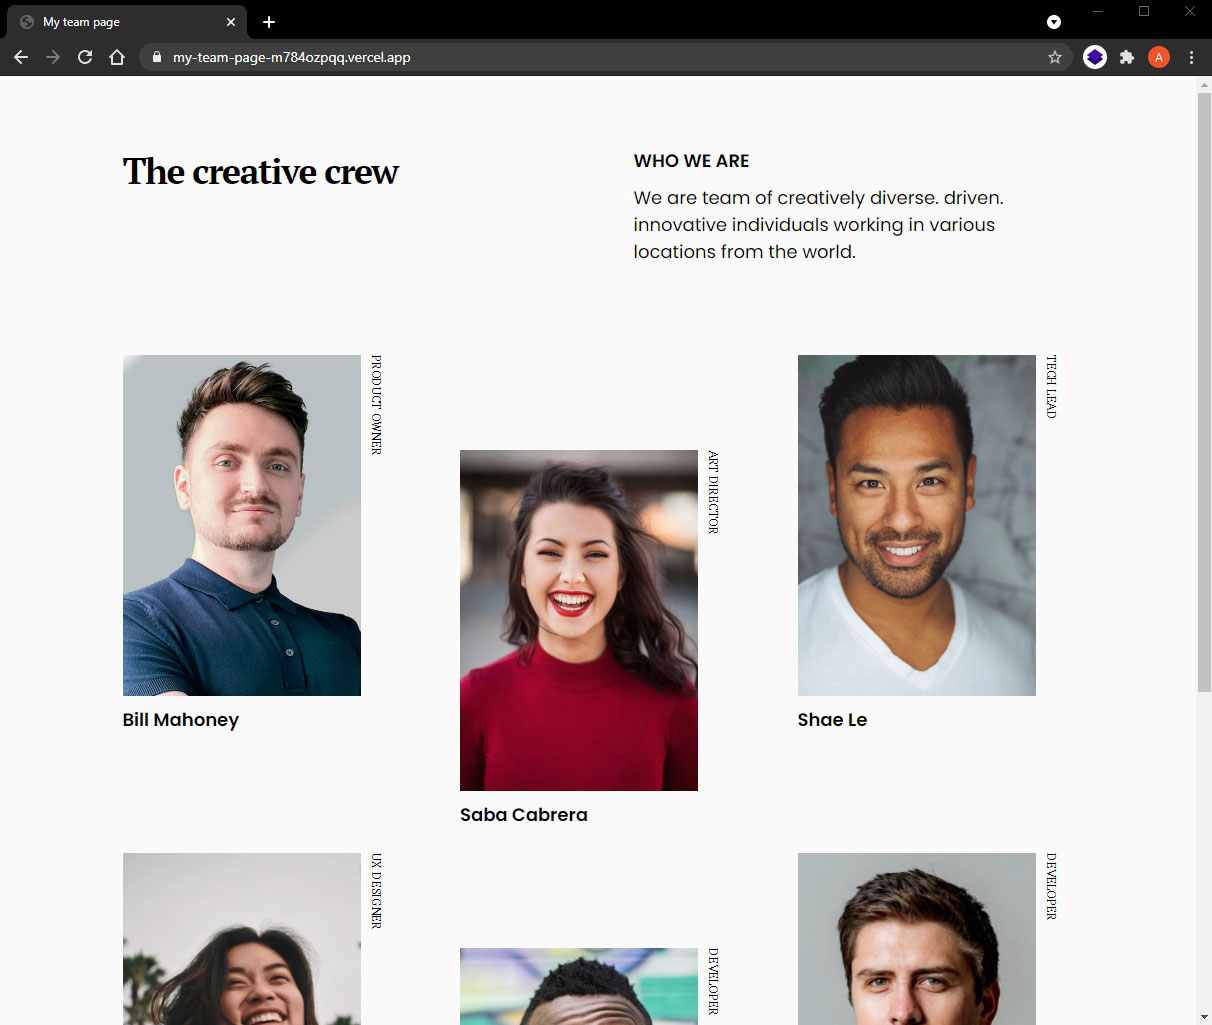 My team page
my-team-page-m784ozpqq.vercel.app
A
The creative crew
WHO WE ARE
We are team of creatively diverse. driven.
innovative individuals working in various
locations from the world.
PRODUCT OWNER
Bill Mahoney
ART DIRECTOR
Saba Cabrera
TECH LEAD
Shae Le
UX DESIGNER
DEVELOPER
DEVELOPER